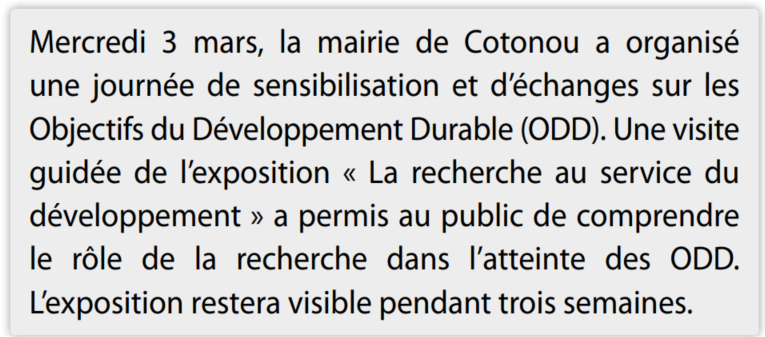 Mercredi 3 mars, la mairie de Cotonou a organisé
une journée de sensibilisation et d’échanges sur les
Objectifs du Développement Durable (ODD). Une visite
guidée de l’exposition « La recherche au service du
développement » a permis au public de comprendre
le rôle de la recherche dans l’atteinte des ODD.
L’exposition restera visible pendant trois semaines.